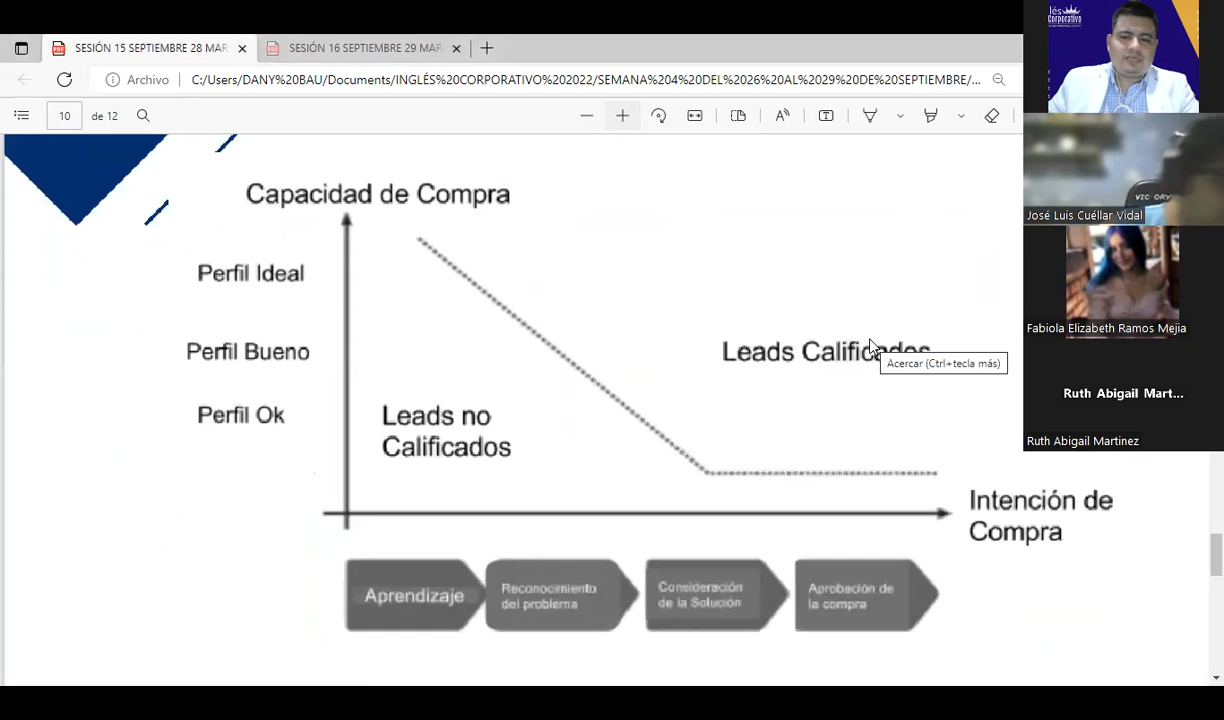 SESIÓN 15 SEPTIEMBRE 28 MAR
SESIÓN 16 SEPTIEMBRE 29 MAR
Archivo
C:/Users/DANY%20BAU/Documents/INGLÉS%20CORPORATIVO%202022/SEMANA%204%20DEL%2026%20AL%2029%20DE%20SEPTIEMBRE/...
10
de 12
Capacidad de Compra
Perfil Ideal
Perfil Bueno
Perfil Ok
Leads no
Calificados
Leads Calificados
Acercar (Ctrl+tecla más)
Intención de
Compra
Aprendizaje
Reconocimiento
del problema
Consideración
de la Solución
Aprobación de
la compra
lés
Corporativo
VICTORY
José Luis Cuéllar Vidal
Fabiola Elizabeth Ramos Mejia
Ruth Abigail Mart...
Ruth Abigail Martinez